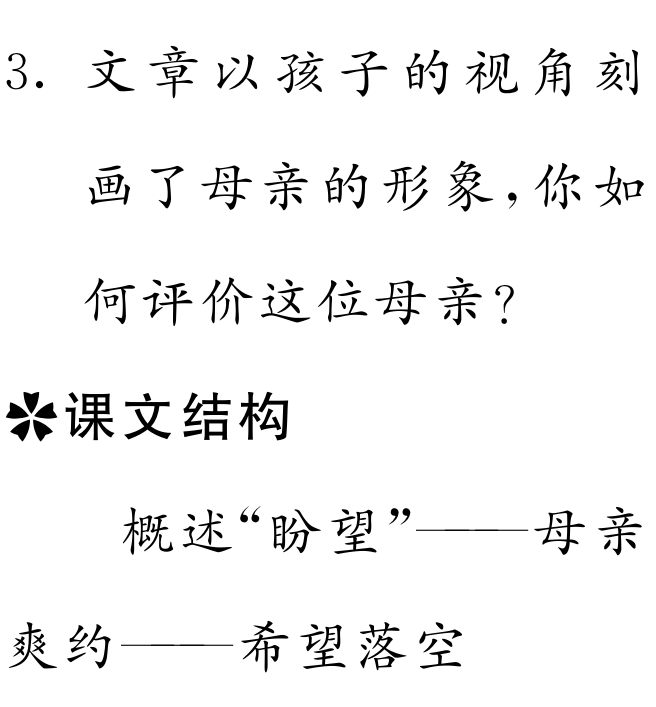 3. 文章以孩子的视角刻
画了母亲的形象,你如
何评价这位母亲?
✲课文结构
概述“盼望”——母亲
爽约——希望落空